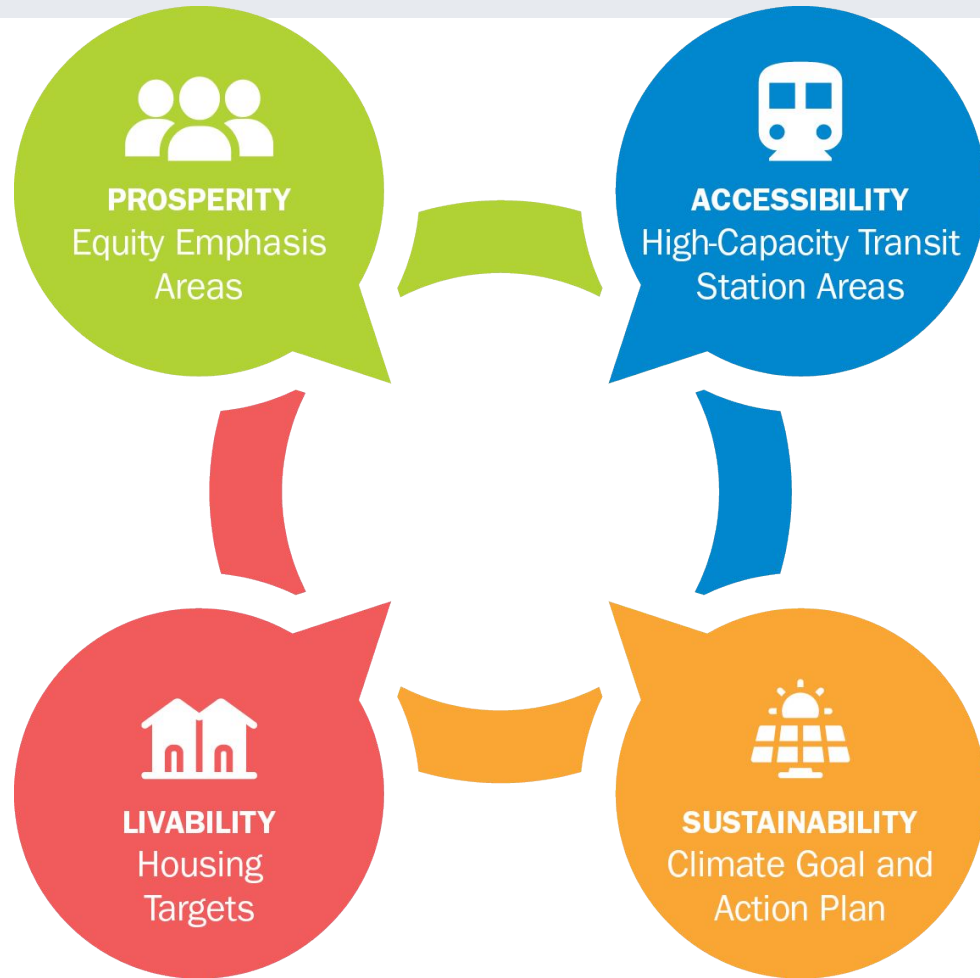 PROSPERITY
Equity Emphasis
Areas
ACCESSIBILITY
High-Capacity Transit
Station Areas
LIVABILITY
Housing
Targets
SUSTAINABILITY
Climate Goal and
Action Plan